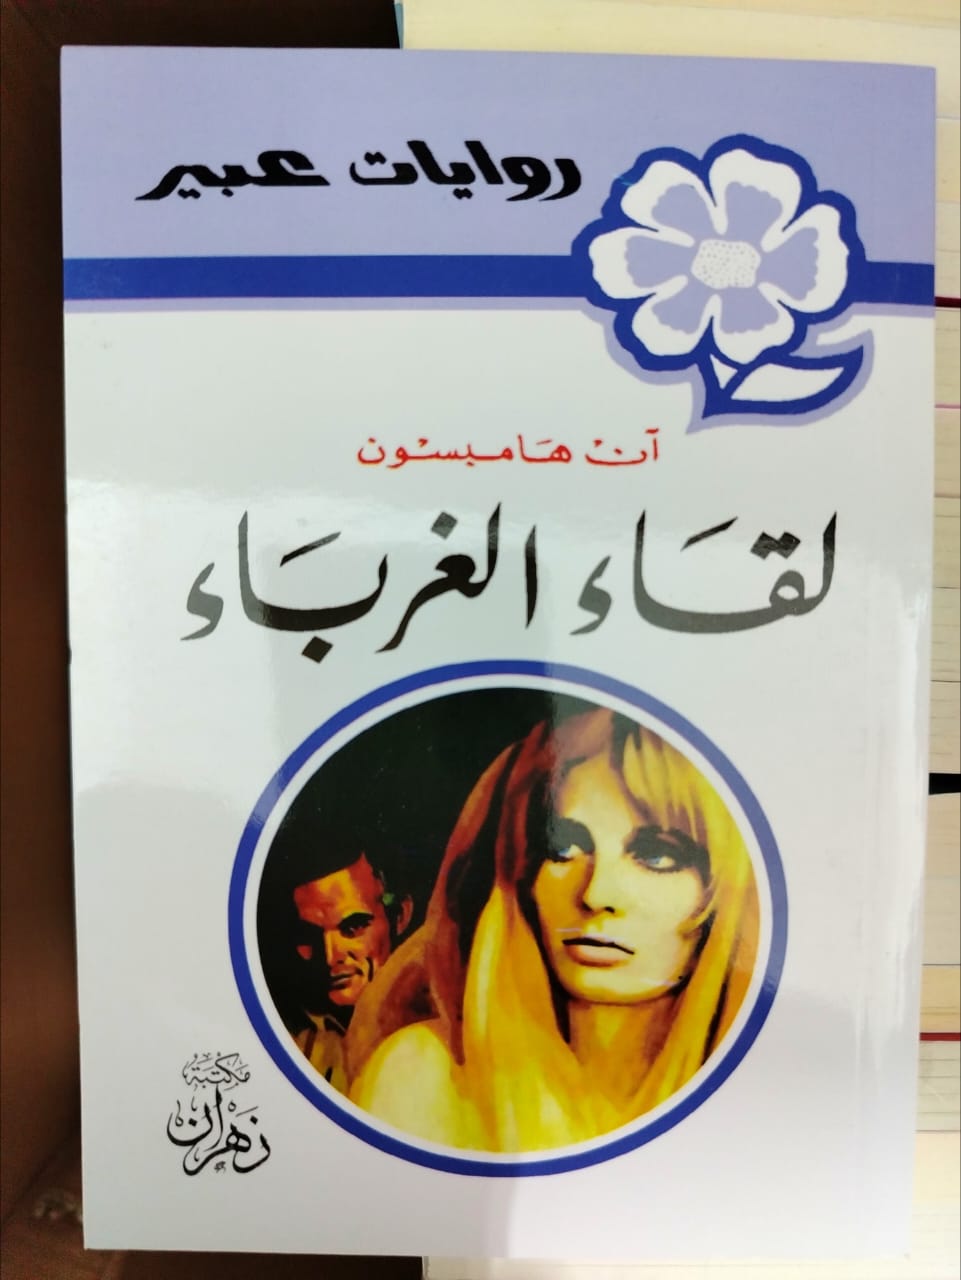 روايات عبير
آن هامبسون
لقاء الغرباء
مكتبة
زهران